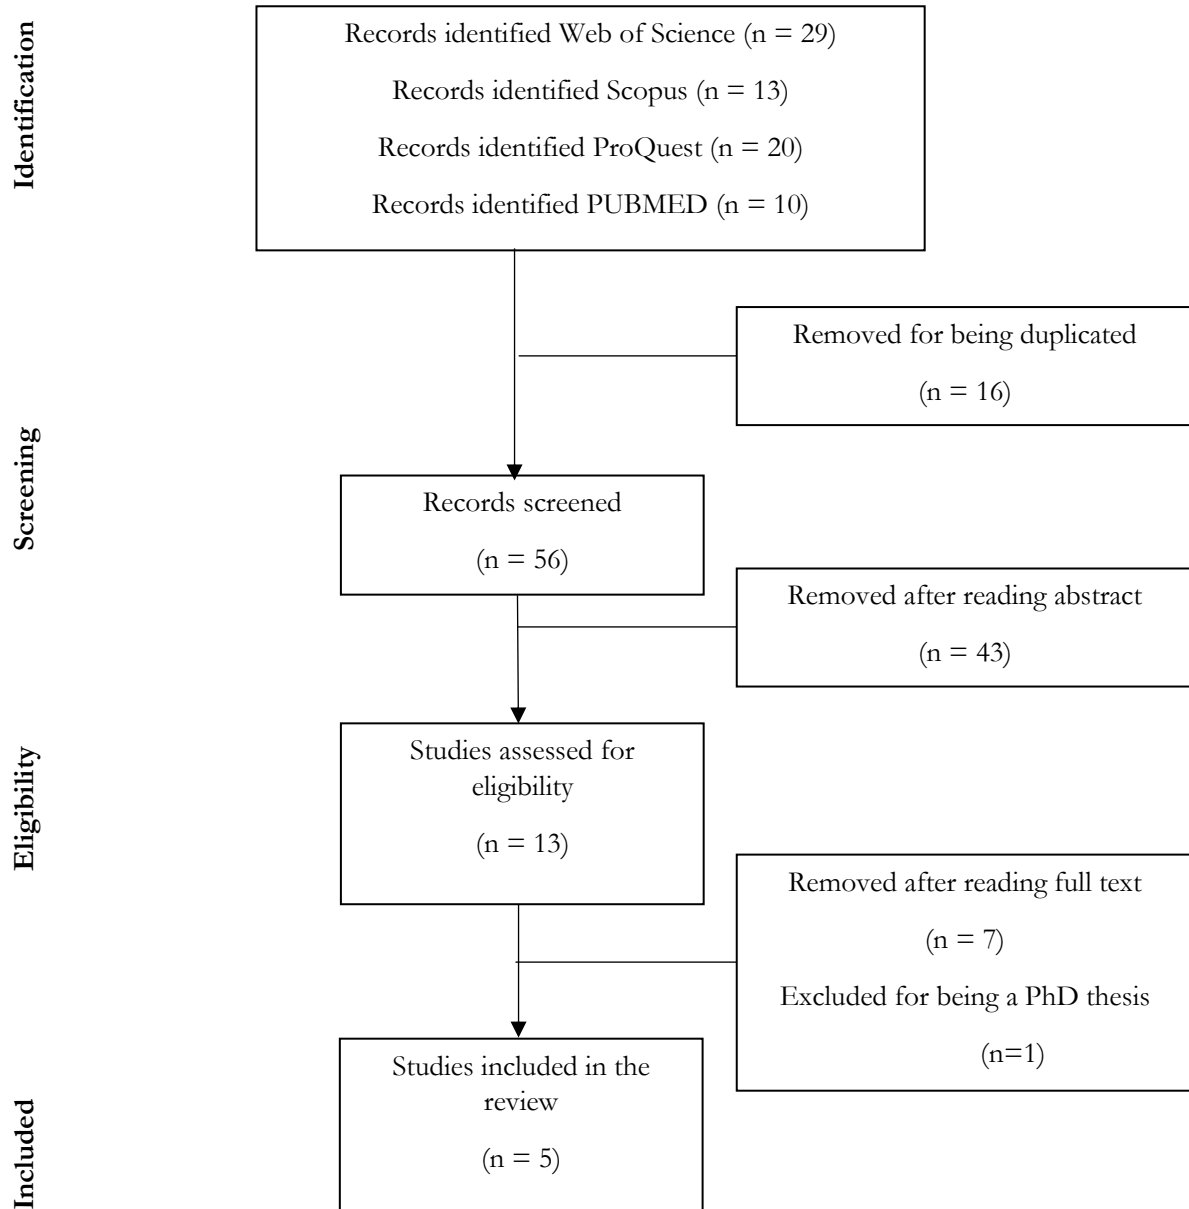 Identification
Records identified Web of Science (n = 29)
Records identified Scopus (n = 13)
Records identified ProQuest (n = 20)
Records identified PUBMED (n = 10)
Removed for being duplicated
(n = 16)
Screening
Records screened
(n = 56)
Removed after reading abstract
(n = 43)
Eligibility
Studies assessed for
eligibility
(n = 13)
Removed after reading full text
(n = 7)
Excluded for being a PhD thesis
(n=1)
Included
Studies included in the
review
(n = 5)